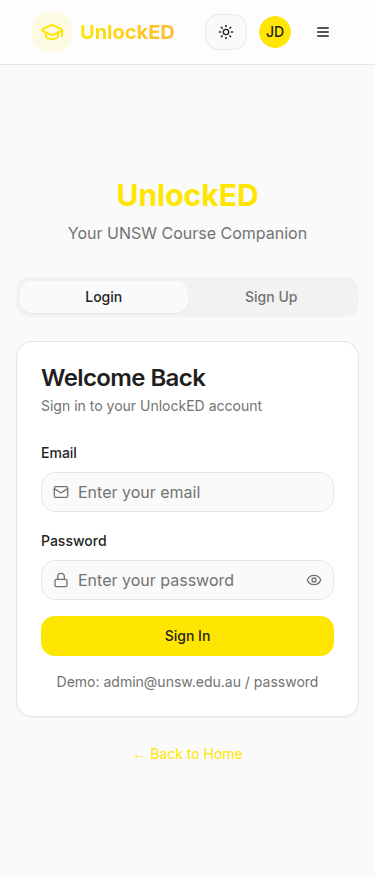 UnlockED
JD
UnlockED
Your UNSW Course Companion
Login
Sign Up
Welcome Back
Sign in to your UnlockED account
Email
Enter your email
Password
Enter your password
Sign In
Demo: admin@unsw.edu.au / password
← Back to Home